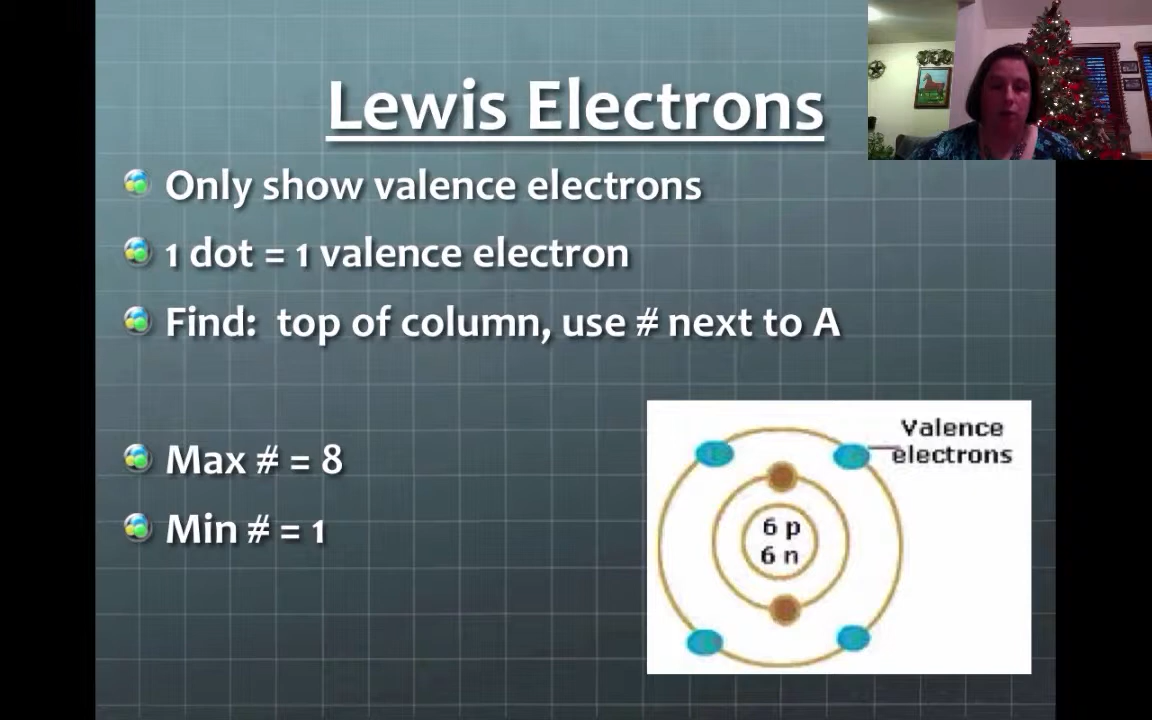 Lewis Electrons
Only show valence electrons
1 dot = 1 valence electron
Find:  top of column, use # next to A
Max # = 8
Min # = 1
Valence
electrons
6 p
6 n